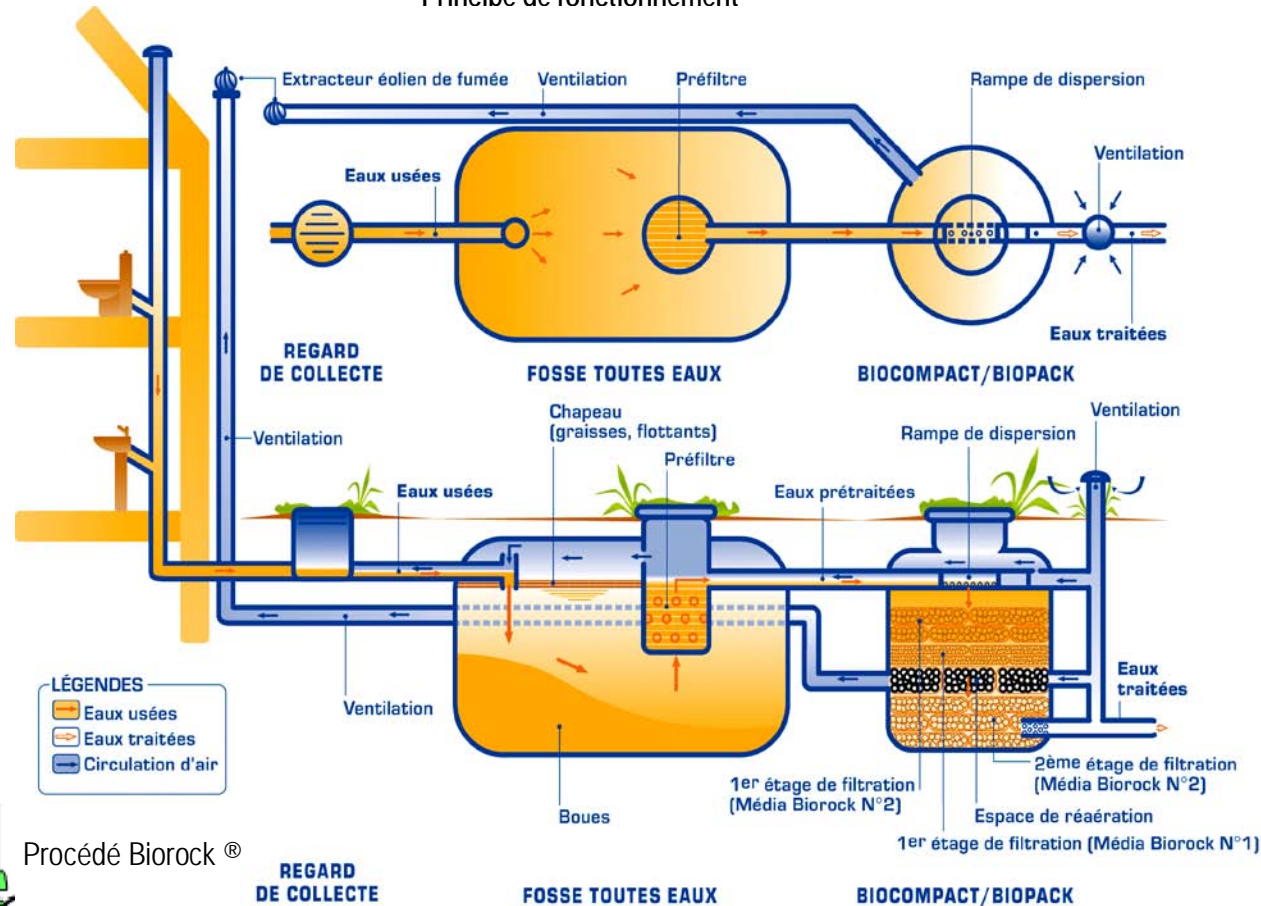 Principe de fonctionnement
Extracteur éolien de fumée
Ventilation
Préfiltre
Rampe de dispersion
Ventilation
Eaux usées
Eaux traitées
REGARD
DE COLLECTE
FOSSE TOUTES EAUX
BIOCOMPACT/BIOPACK
Chapeau
(graisses, flottants)
Ventilation
Rampe de dispersion
Ventilation
Préfiltre
Eaux usées
Eaux prétraitées
Eaux
traitées
LÉGENDES
Eaux usées
Eaux traitées
Circulation d'air
Ventilation
Boues
1er étage de filtration
(Média Biorock N°2)
2ème étage de filtration
(Média Biorock N°2)
Espace de réaération
1er étage de filtration (Média Biorock N°1)
Procédé Biorock ®
REGARD
DE COLLECTE
FOSSE TOUTES EAUX
BIOCOMPACT/BIOPACK